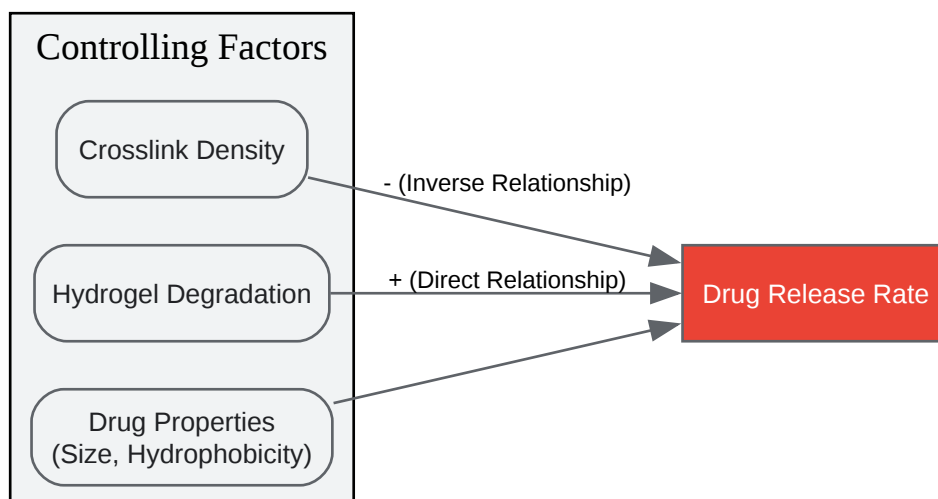 Controlling Factors
Crosslink Density
- (Inverse Relationship)
Hydrogel Degradation
+ (Direct Relationship)
Drug Release Rate
Drug Properties
(Size, Hydrophobicity)